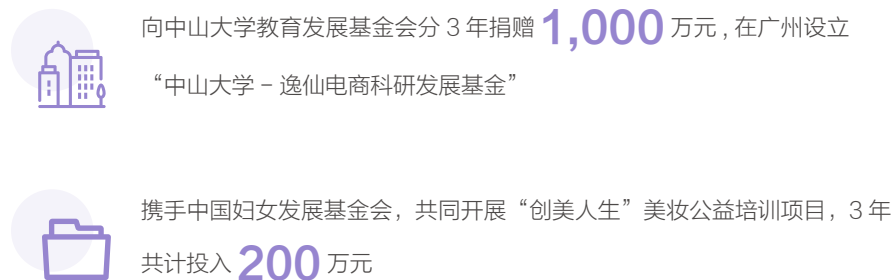 向中山大学教育发展基金会分 3 年捐赠 1,000 万元 , 在广州设立
“中山大学 – 逸仙电商科研发展基金”
携手中国妇女发展基金会，共同开展“创美人生”美妆公益培训项目，3 年
共计投入 200 万元